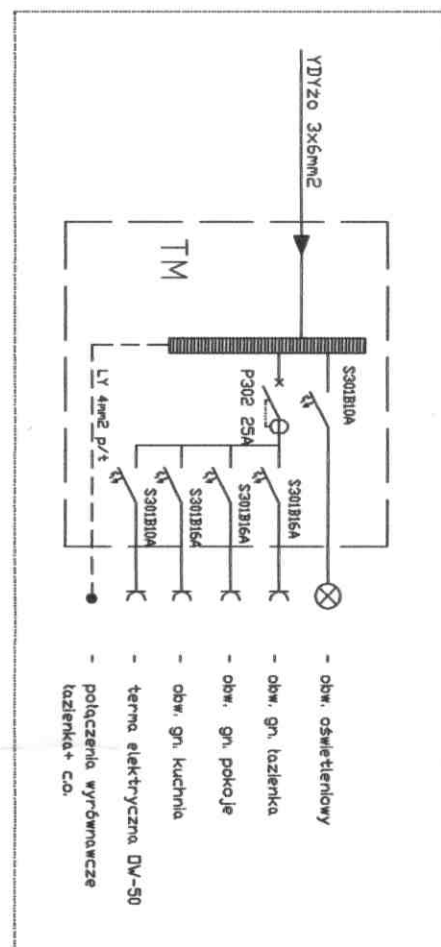 YDYżo 3x6mm2
TM
S301B10A
P302 25A
S301B16A
S301B16A
S301B16A
S301B10A
LY 4mm2 p/t
- obw. oświetleniowy
- obw. gn. łazienka
- obw. gn. pokoje
- obw. gn. kuchnia
- terma elektryczna DW-50
- połączenia wyrównawcze
łazienka+ c.o.